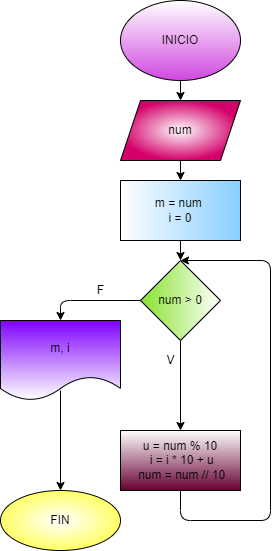 INICIO
num
m = num
i = 0
num > 0
F
V
m, i
u = num % 10
i = i * 10 + u
num = num // 10
FIN